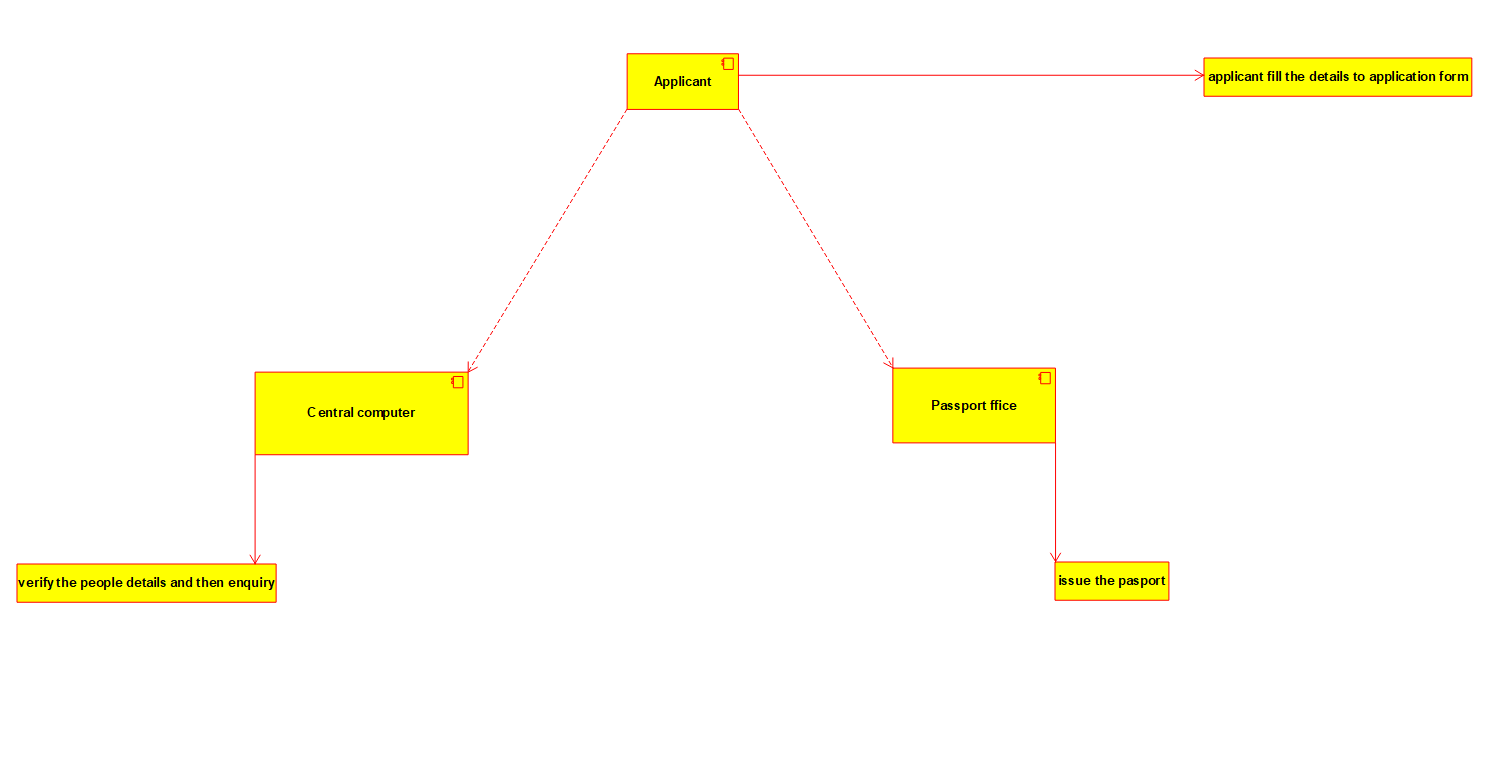 Applicant
applicant fill the details to application form
Central computer
Passport ffice
verify the people details and then enquiry
issue the pasport